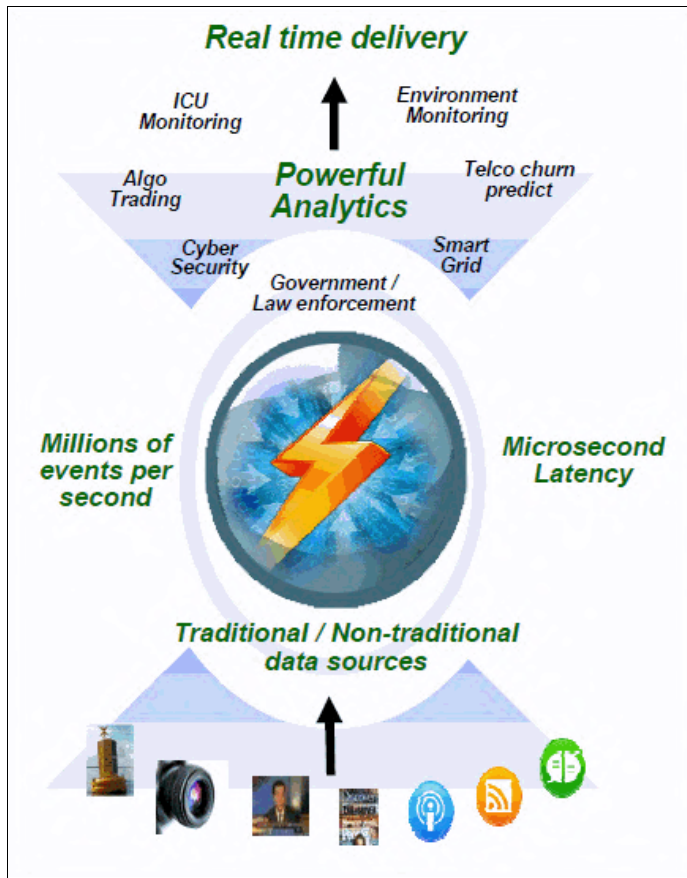 Real time delivery
ICU
Monitoring
Environment
Monitoring
Algo
Trading
Powerful
Analytics
Telco churn
predict
Cyber
Security
Smart
Grid
Government /
Law enforcement
Millions of
events per
second
Microsecond
Latency
Traditional / Non-traditional
data sources